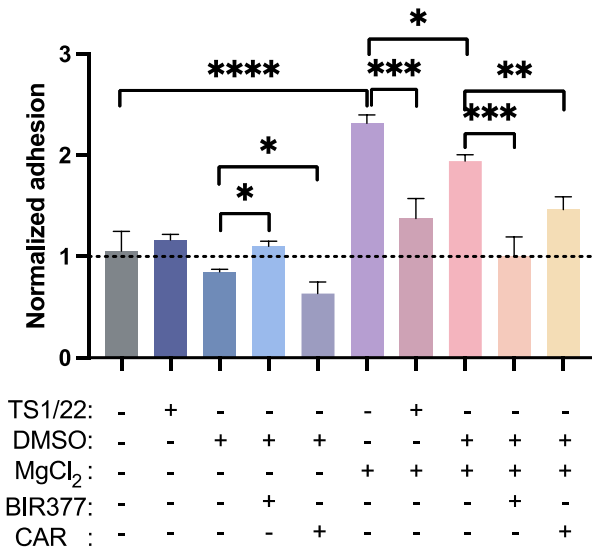 *
3
**** *** **
***
2
*
*
Normalized adhesion
1
0
TS1/22: - + - - - - + - - -
DMSO: - - + + + - - + + +
MgCl₂ : - - - - - + + + + +
BIR377: - - - + - - - - + -
CAR : - - - - + - - - - +